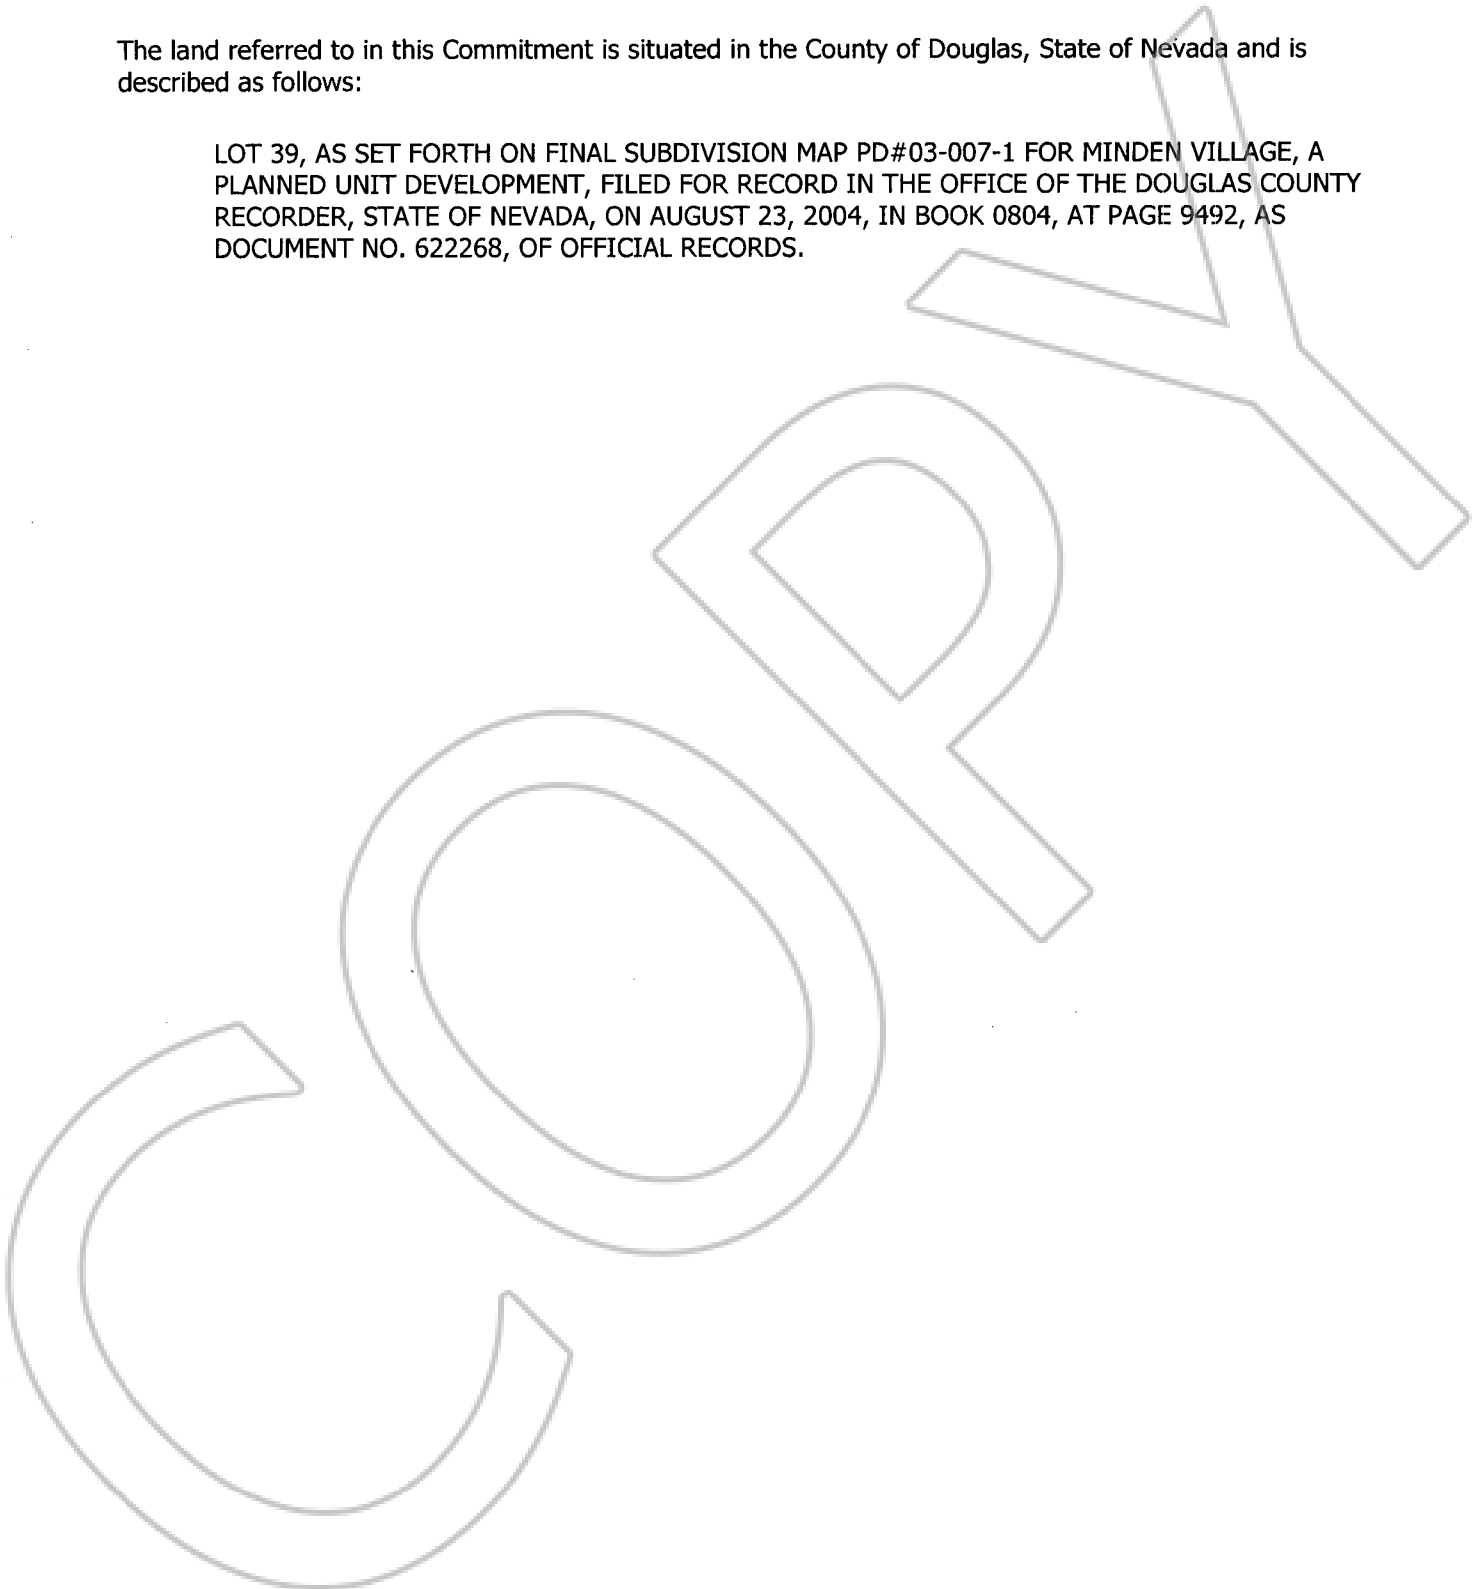 The land referred to in this Commitment is situated in the County of Douglas, State of Nevada and is
described as follows:
LOT 39, AS SET FORTH ON FINAL SUBDIVISION MAP PD#03-007-1 FOR MINDEN VILLAGE, A
PLANNED UNIT DEVELOPMENT, FILED FOR RECORD IN THE OFFICE OF THE DOUGLAS COUNTY
RECORDER, STATE OF NEVADA, ON AUGUST 23, 2004, IN BOOK 0804, AT PAGE 9492, AS
DOCUMENT NO. 622268, OF OFFICIAL RECORDS.
COPY